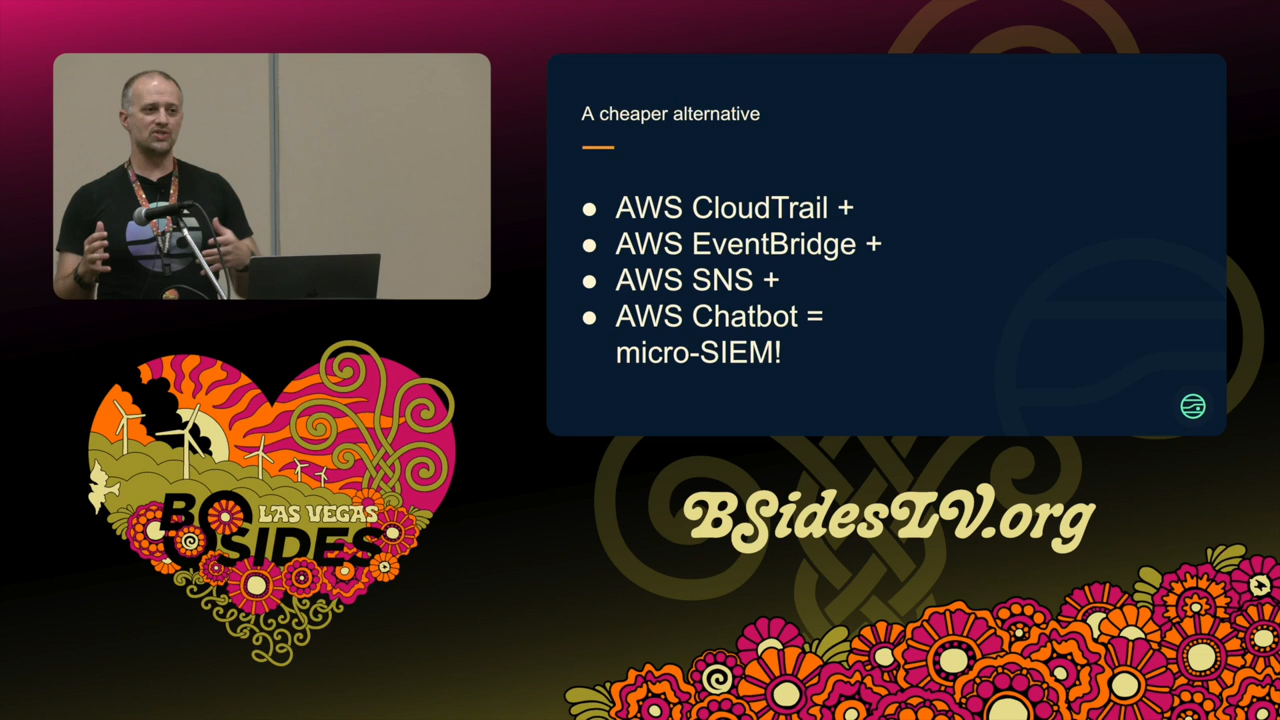 A cheaper alternative
● AWS CloudTrail +
● AWS EventBridge +
● AWS SNS +
● AWS Chatbot =
micro-SIEM!
LAS VEGAS
BSIDES
BSidesLV.org